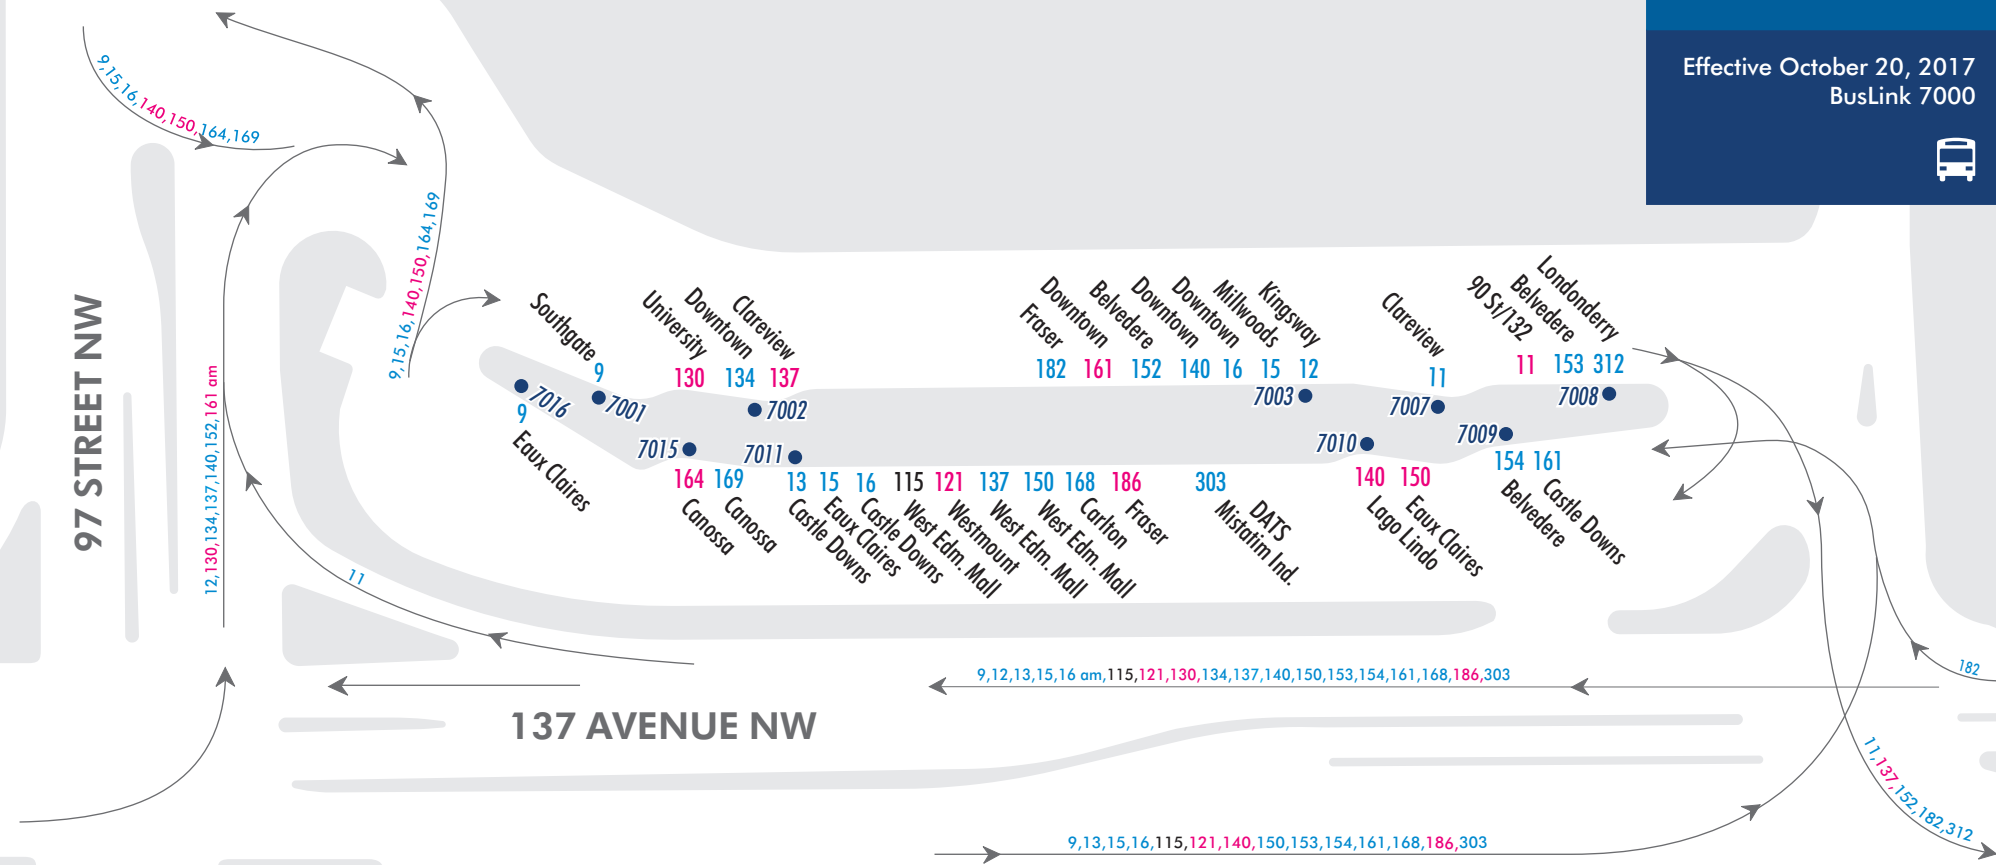 Effective October 20, 2017
BusLink 7000
9,15,16,140,150,164,169
9,15,16,140,150,164,169
97 STREET NW
12,130,134,137,140,152,161 am
11
Southgate
9
University
130
Downtown
134
Clareview
137
Fraser
182
Downtown
161
Belvedere
152
Downtown
140
Downtown
16
Millwoods
15
Kingsway
12
Clareview
11
90 St/132
11
Belvedere
153
Londonderry
312
7016
7001
7002
7003
7007
7008
7015
7011
7010
7009
9
Eaux Claires
164
Canossa
169
Canossa
13
Castle Downs
15
Eaux Claires
16
Castle Downs
115
West Edm. Mall
121
Westmount
137
West Edm. Mall
150
West Edm. Mall
168
Carlton
186
Fraser
303
Mistatim Ind.
DATS
140
Lago Lindo
150
Eaux Claires
154
Belvedere
161
Castle Downs
9,12,13,15,16 am,115,121,130,134,137,140,150,153,154,161,168,186,303
182
137 AVENUE NW
11,137,152,182,312
9,13,15,16,115,121,140,150,153,154,161,168,186,303